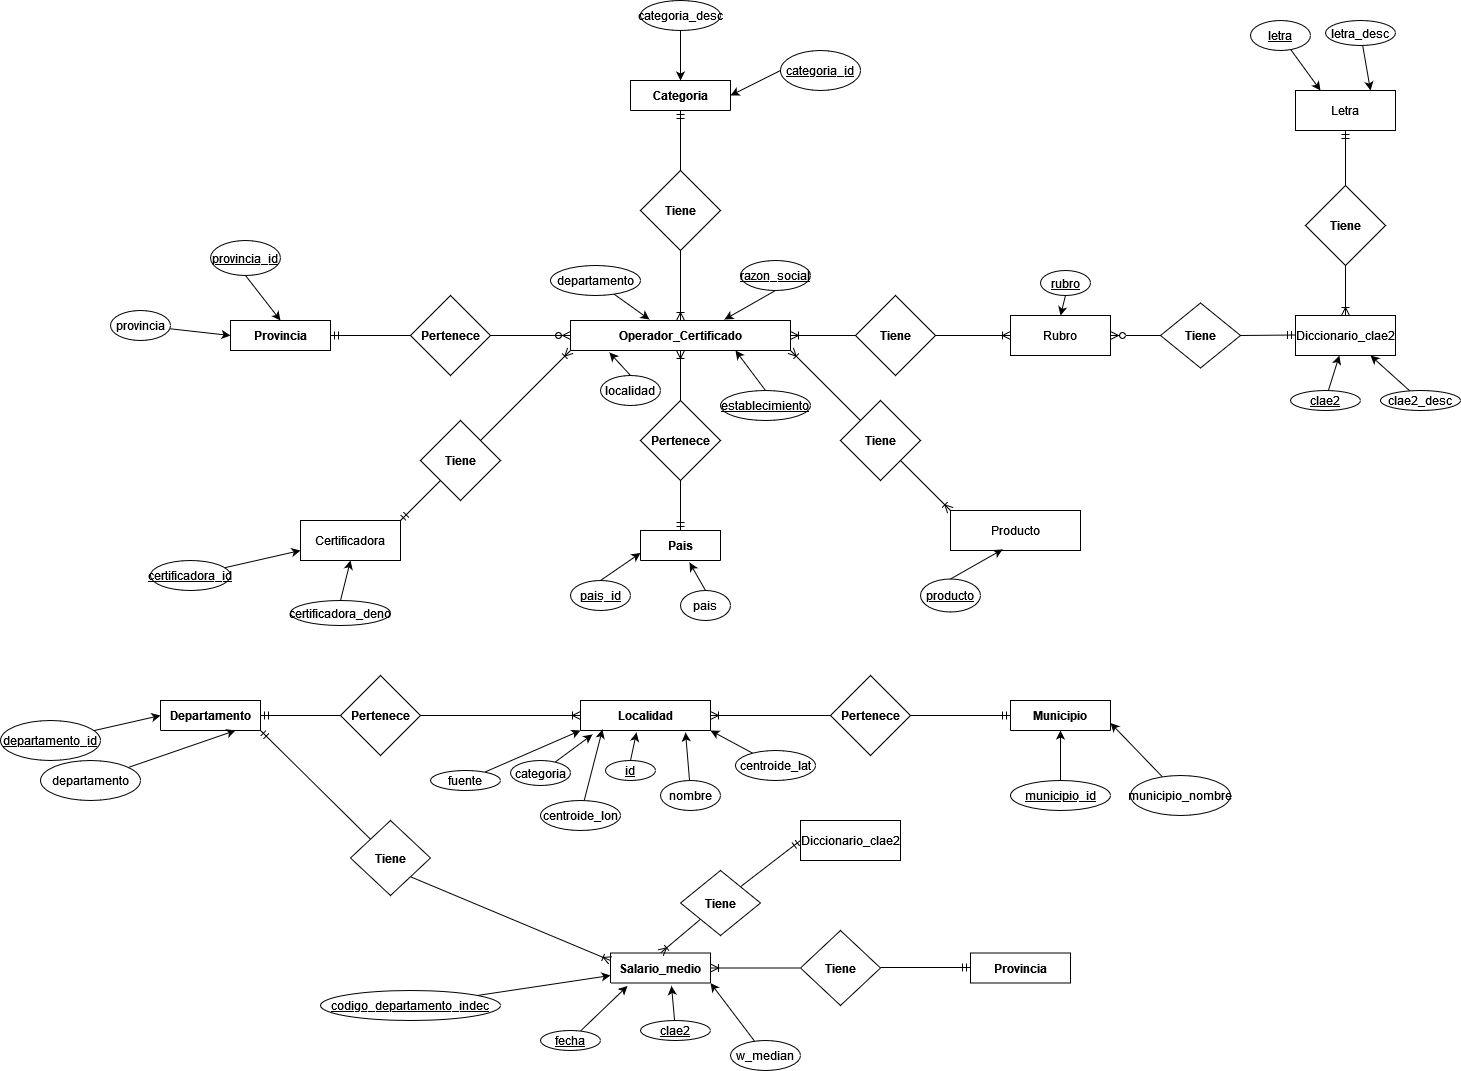 categoria_desc
categoria_id
letra
letra_desc
Categoria
Letra
Tiene
Tiene
provincia_id
departamento
razon_social
rubro
provincia
Provincia
Pertenece
Operador_Certificado
Tiene
Rubro
Tiene
Diccionario_clae2
localidad
establecimiento
clae2
clae2_desc
Tiene
Pertenece
Tiene
Certificadora
Pais
Producto
certificadora_id
certificadora_deno
pais_id
pais
producto
Departamento
Pertenece
Localidad
Pertenece
Municipio
departamento_id
departamento
fuente
categoria
centroide_lon
id
nombre
centroide_lat
municipio_id
municipio_nombre
Tiene
Diccionario_clae2
Tiene
Salario_medio
Tiene
Provincia
codigo_departamento_indec
fecha
clae2
w_median